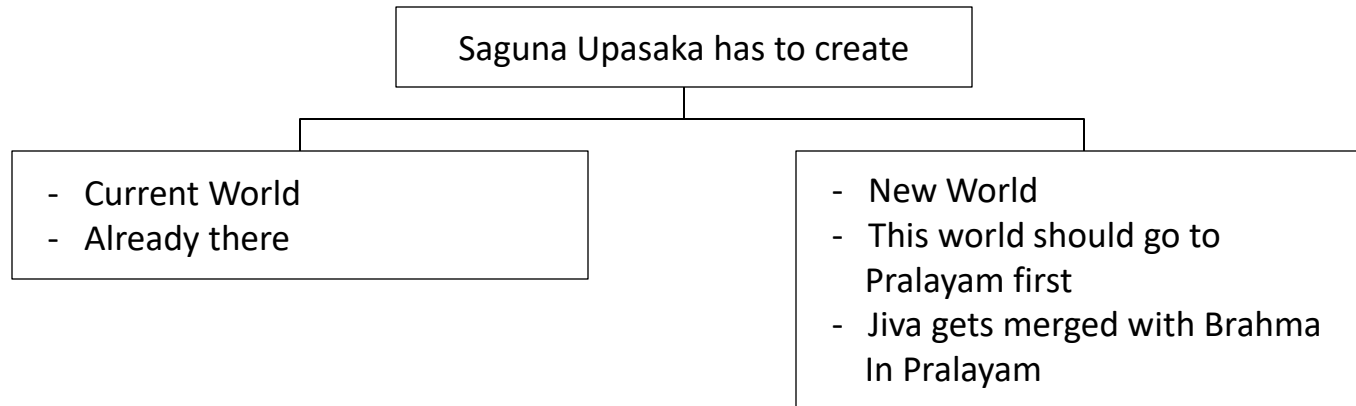 Saguna Upasaka has to create
- Current World
- Already there
- New World
- This world should go to
Pralayam first
- Jiva gets merged with Brahma
In Pralayam